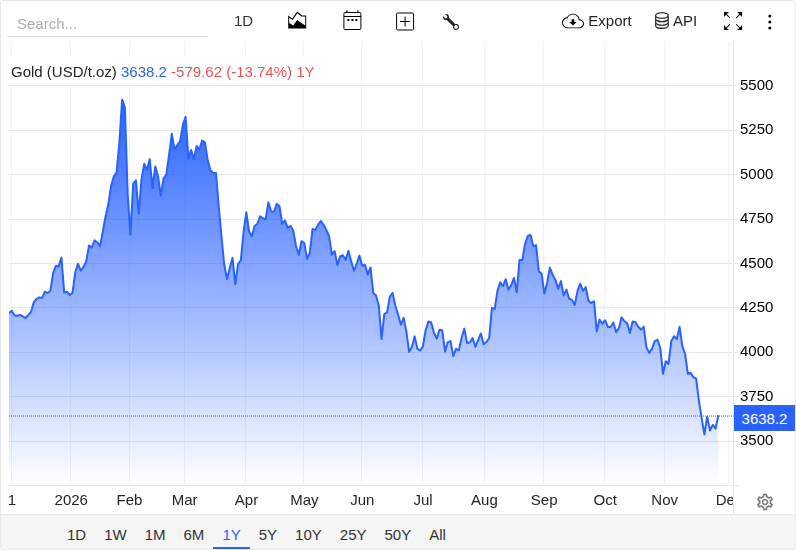 Search...
1D
Export
API
Gold (USD/t.oz) 3638.2 -579.62 (-13.74%) 1Y
5500
5250
5000
4750
4500
4250
4000
3750
3638.2
3500
1 2026 Feb Mar Apr May Jun Jul Aug Sep Oct Nov De
1D 1W 1M 6M 1Y 5Y 10Y 25Y 50Y All